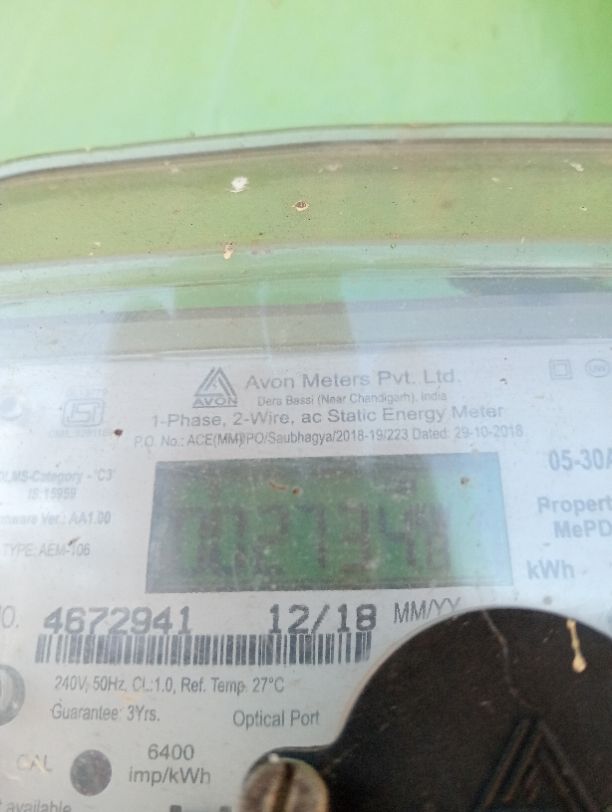 AVON
Avon Meters Pvt. Ltd.
Dera Bassi (Near Chandigarh), India
1-Phase, 2-Wire, ac Static Energy Meter
P.O. No.: ACE(MM)/PO/Saubhagya/2018-19/223 Dated: 29-10-2018
DLMS-Category - 'C3'
IS:15959
Ver.: AA1.00
TYPE: AEM-106
05-30A
MePD
kWh
NO. 4672941 12/18 MM/YY
240V, 50Hz, CL:1.0, Ref. Temp. 27°C
Guarantee: 3Yrs.
Optical Port
CAL
6400
imp/kWh
available